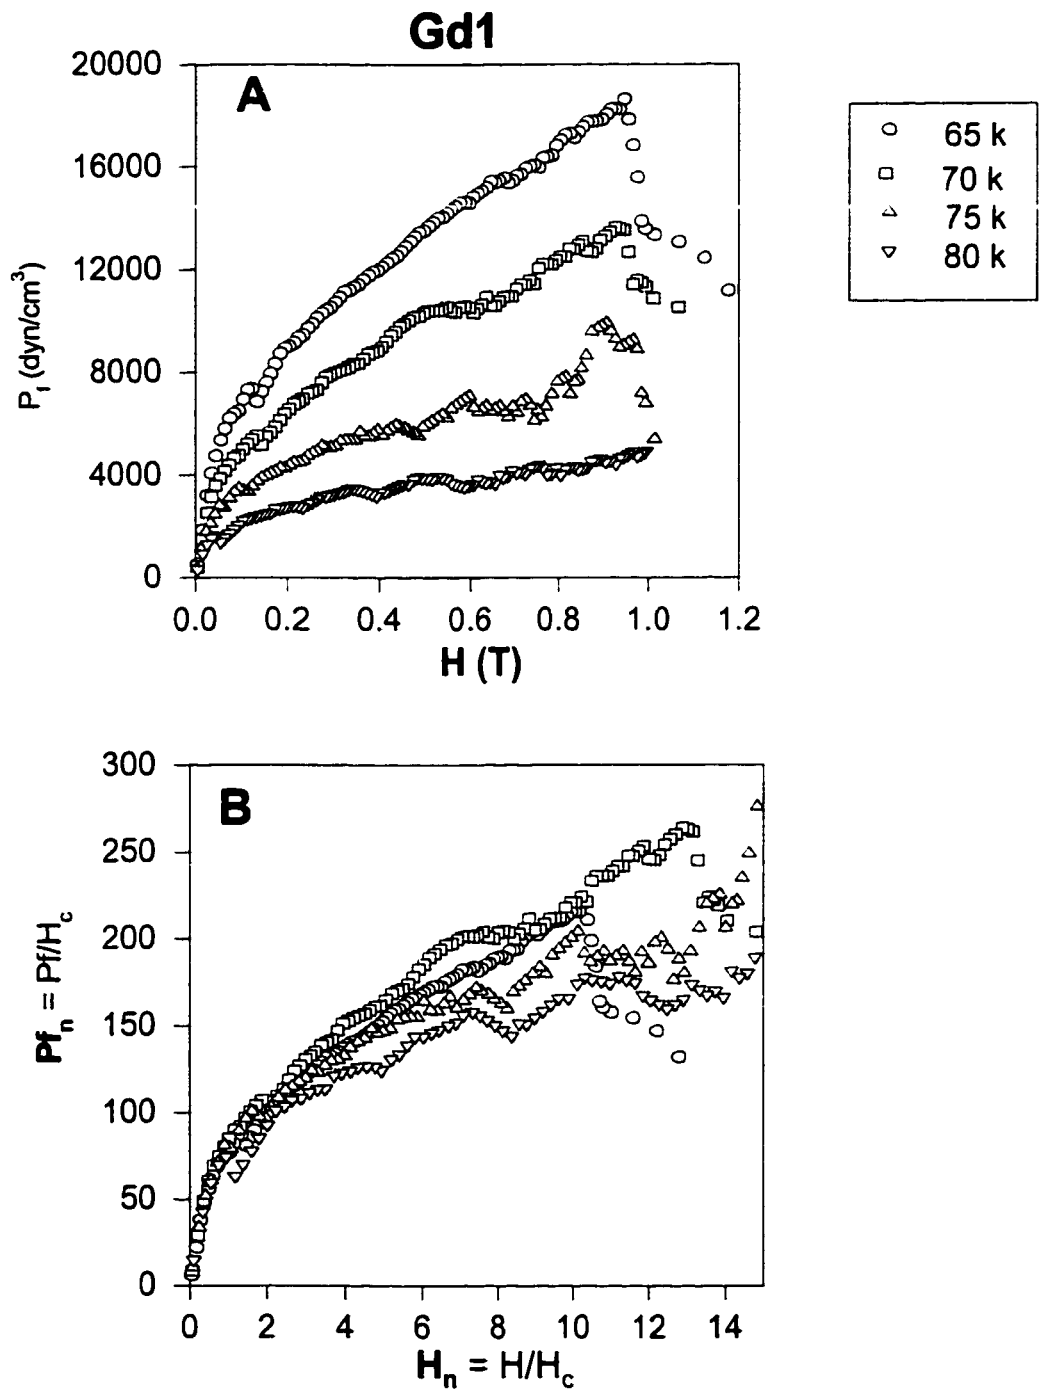 Gd1
20000
A
16000
12000
8000
4000
0
P_f (dyn/cm³)
0.0 0.2 0.4 0.6 0.8 1.0 1.2
H (T)
65 k
70 k
75 k
80 k
300
B
250
200
150
100
50
0
Pf_n = Pf/H_c
0 2 4 6 8 10 12 14
H_n = H/H_c